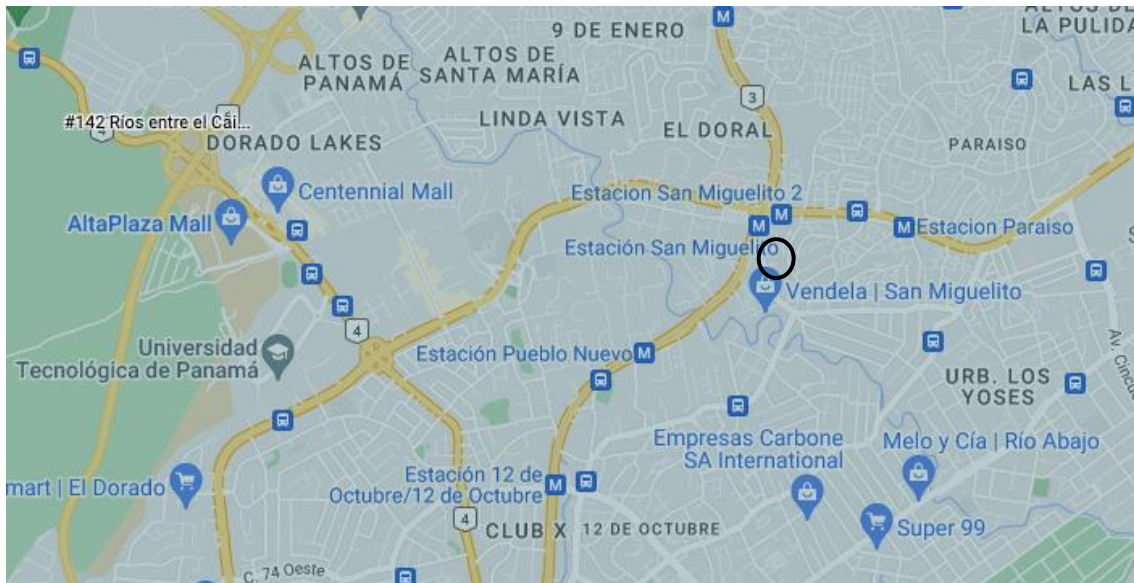 ALTOS DE
LA PULIDA
9 DE ENERO
ALTOS DE
PANAMÁ
ALTOS DE
SANTA MARÍA
LAS L
3
LINDA VISTA
#142 Ríos entre el Cai...
4
EL DORAL
DORADO LAKES
PARAISO
Centennial Mall
Estacion San Miguelito 2
M
M
M
AltaPlaza Mall
M
Estacion Paraiso
Estación San Miguelito
Vendela | San Miguelito
4
Universidad
Tecnológica de Panamá
Estación Pueblo Nuevo
M
Av. Cincue
URB. LOS
YOSES
Empresas Carbone
SA International
Melo y Cía | Río Abajo
mart | El Dorado
Estación 12 de
Octubre/12 de Octubre
M
4
CLUB X
12 DE OCTUBRE
Super 99
C. 74 Oeste